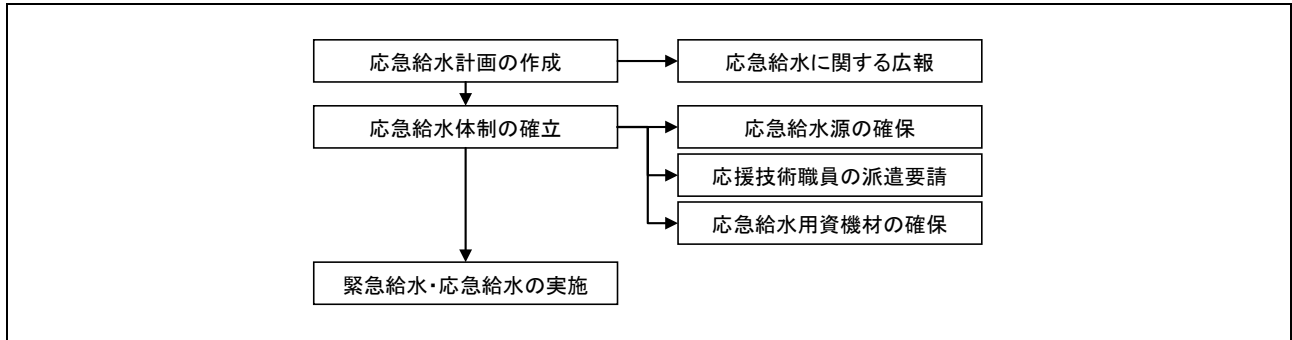 応急給水計画の作成
応急給水に関する広報
応急給水体制の確立
応急給水源の確保
応援技術職員の派遣要請
応急給水用資機材の確保
緊急給水・応急給水の実施